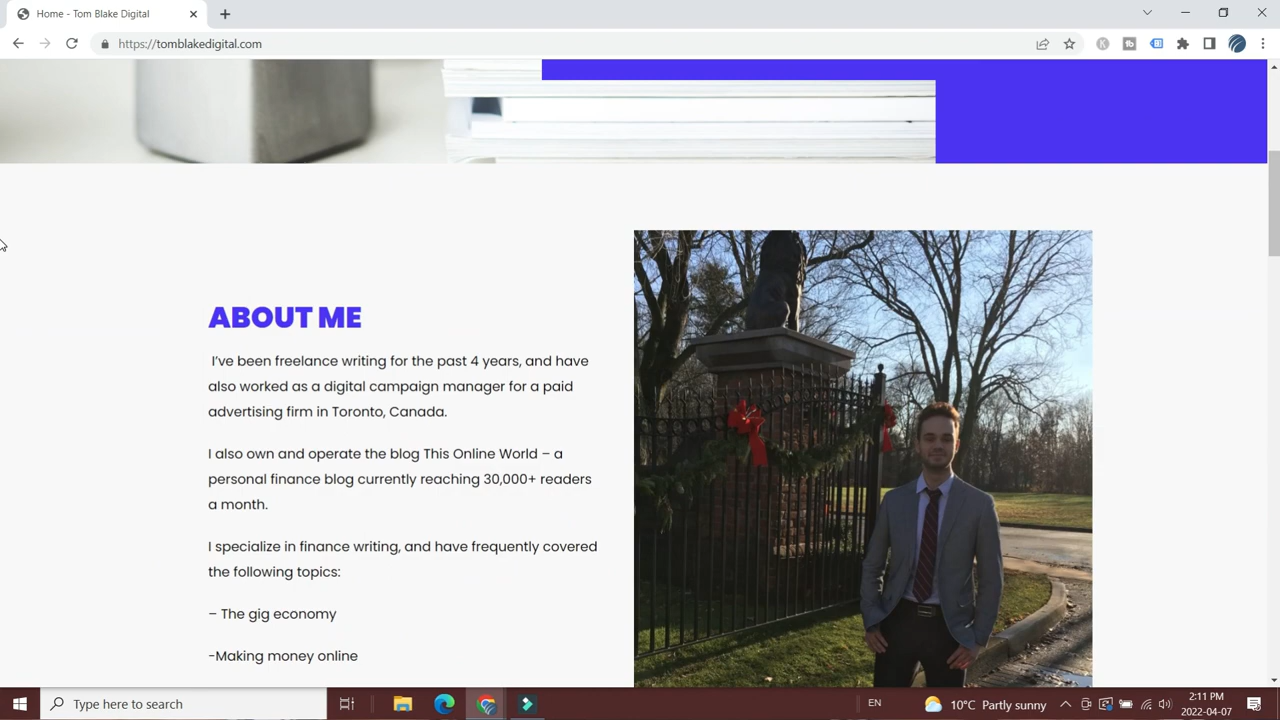 Home - Tom Blake Digital
https://tomblakedigital.com
ABOUT ME
I've been freelance writing for the past 4 years, and have
also worked as a digital campaign manager for a paid
advertising firm in Toronto, Canada.
I also own and operate the blog This Online World – a
personal finance blog currently reaching 30,000+ readers
a month.
I specialize in finance writing, and have frequently covered
the following topics:
– The gig economy
-Making money online
Type here to search
EN
10°C Partly sunny
2:11 PM
2022-04-07